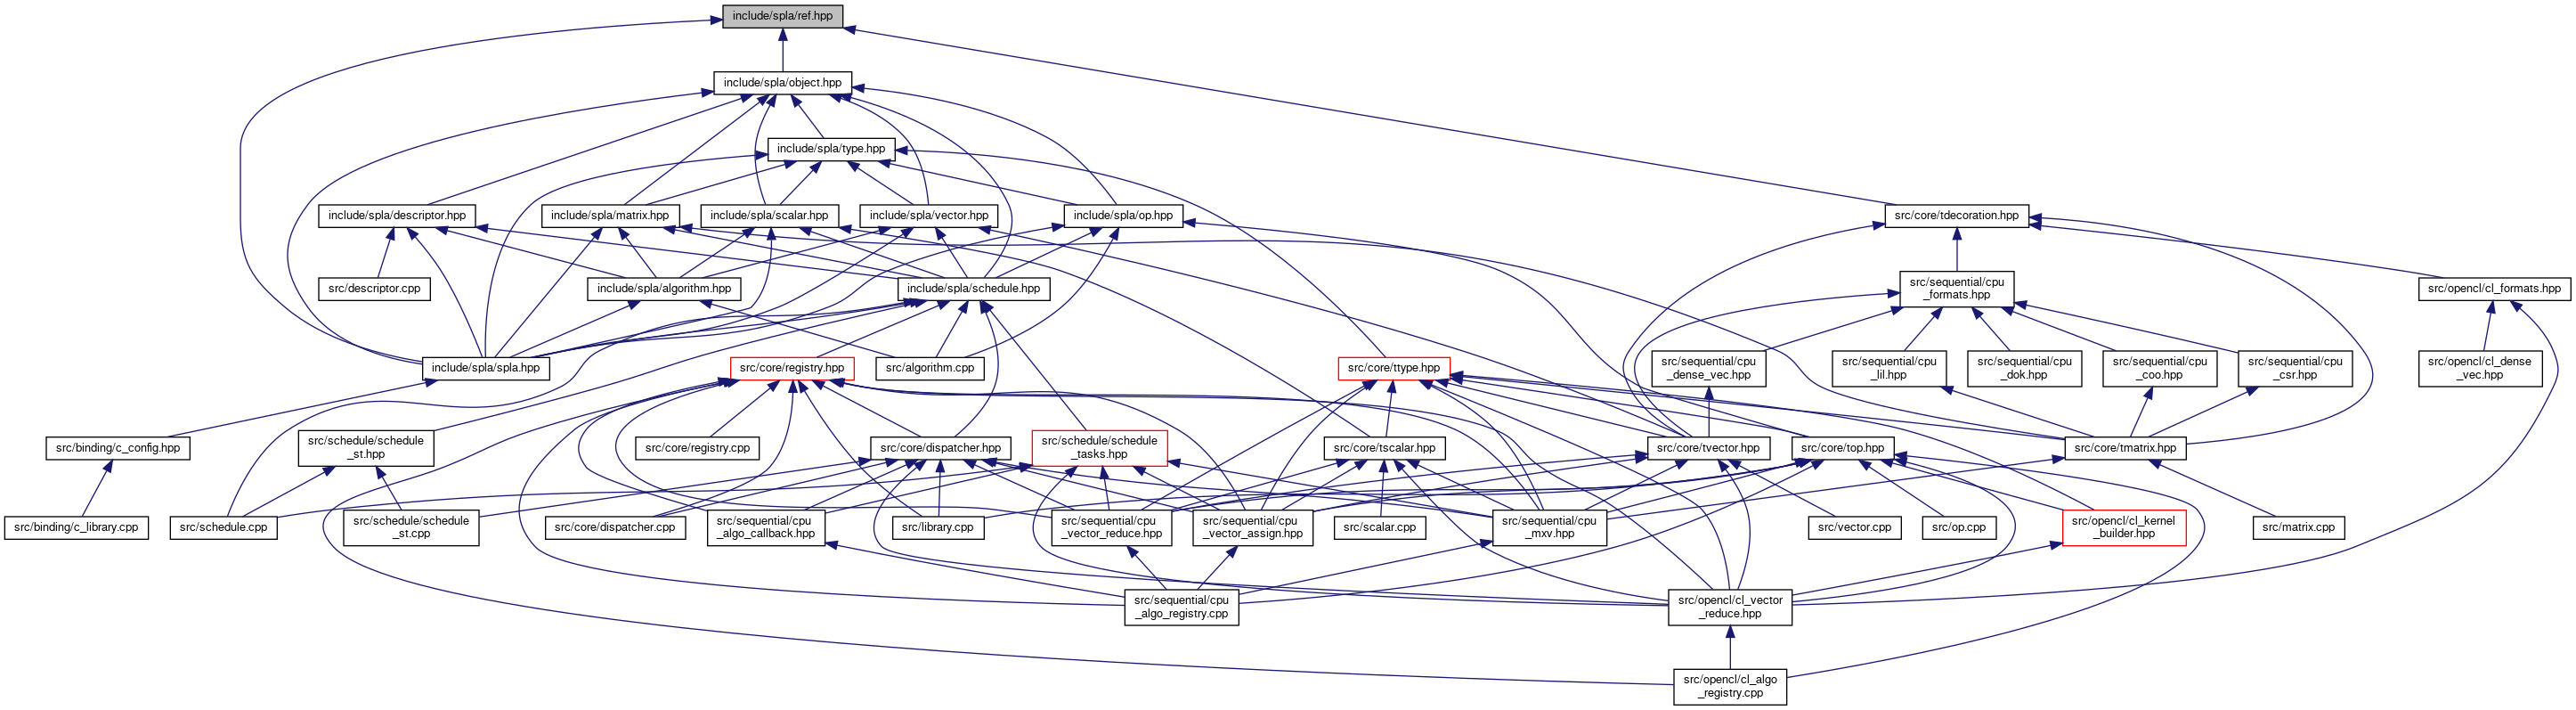 include/spla/ref.hpp
include/spla/object.hpp
include/spla/type.hpp
include/spla/descriptor.hpp
include/spla/matrix.hpp
include/spla/scalar.hpp
include/spla/vector.hpp
include/spla/op.hpp
src/core/tdecoration.hpp
src/descriptor.cpp
include/spla/algorithm.hpp
include/spla/schedule.hpp
src/sequential/cpu
_formats.hpp
src/opencl/cl_formats.hpp
include/spla/spla.hpp
src/core/registry.hpp
src/algorithm.cpp
src/core/ttype.hpp
src/sequential/cpu
_dense_vec.hpp
src/sequential/cpu
_lil.hpp
src/sequential/cpu
_dok.hpp
src/sequential/cpu
_coo.hpp
src/sequential/cpu
_csr.hpp
src/opencl/cl_dense
_vec.hpp
src/binding/c_config.hpp
src/schedule/schedule
_st.hpp
src/core/registry.cpp
src/core/dispatcher.hpp
src/schedule/schedule
_tasks.hpp
src/core/tscalar.hpp
src/core/tvector.hpp
src/core/top.hpp
src/core/tmatrix.hpp
src/binding/c_library.cpp
src/schedule.cpp
src/schedule/schedule
_st.cpp
src/core/dispatcher.cpp
src/sequential/cpu
_algo_callback.hpp
src/library.cpp
src/sequential/cpu
_vector_reduce.hpp
src/sequential/cpu
_vector_assign.hpp
src/scalar.cpp
src/sequential/cpu
_mxv.hpp
src/vector.cpp
src/op.cpp
src/opencl/cl_kernel
_builder.hpp
src/matrix.cpp
src/sequential/cpu
_algo_registry.cpp
src/opencl/cl_vector
_reduce.hpp
src/opencl/cl_algo
_registry.cpp